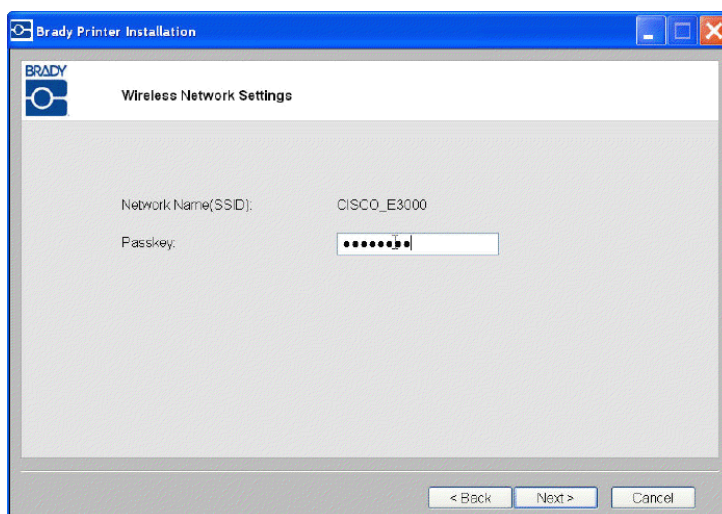 Brady Printer Installation
BRADY
Wireless Network Settings
Network Name(SSID): CISCO_E3000
Passkey: ••••••••
< Back Next > Cancel